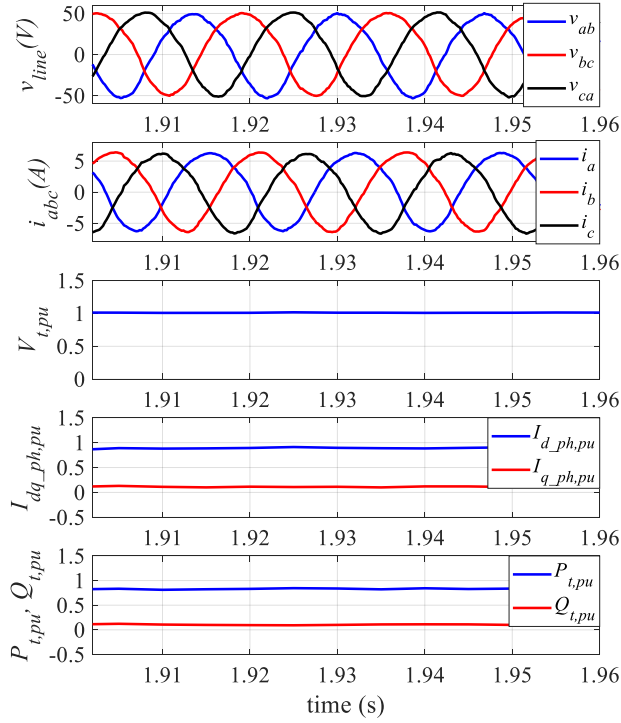 v_line(V)
50
0
-50
v_ab
v_bc
v_ca
1.91 1.92 1.93 1.94 1.95 1.96
i_abc(A)
5
0
-5
i_a
i_b
i_c
1.91 1.92 1.93 1.94 1.95 1.96
V_t,pu
1.5
1
0.5
0
1.91 1.92 1.93 1.94 1.95 1.96
I_dq_ph,pu
1.5
1
0.5
0
-0.5
I_d_ph,pu
I_q_ph,pu
1.91 1.92 1.93 1.94 1.95 1.96
P_t,pu, Q_t,pu
1.5
1
0.5
0
-0.5
P_t,pu
Q_t,pu
1.91 1.92 1.93 1.94 1.95 1.96
time (s)